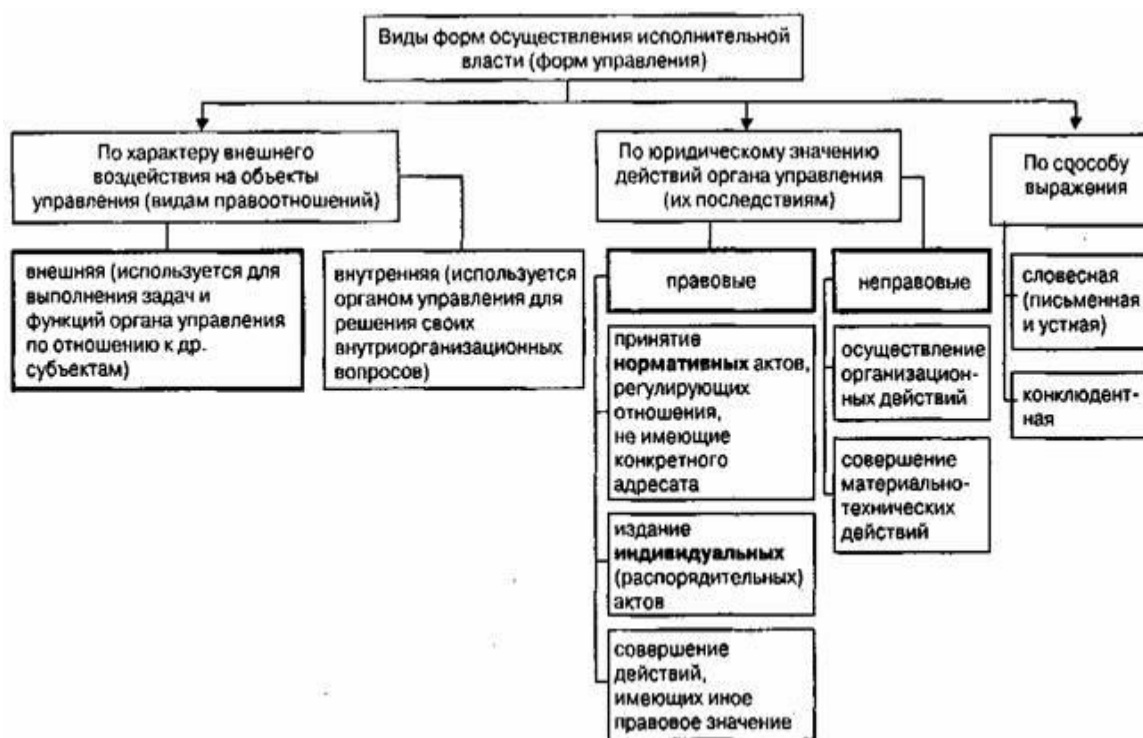 Виды форм осуществления исполнительной
власти (форм управления)
По характеру внешнего
воздействия на объекты
управления (видам правоотношений)
внешняя (используется для
выполнения задач и
функций органа управления
по отношению к др.
субъектам)
внутренняя (используется
органом управления для
решения своих
внутриорганизационных
вопросов)
По юридическому значению
действий органа управления
(их последствиям)
правовые
принятие
нормативных актов,
регулирующих
отношения,
не имеющие
конкретного
адресата
издание
индивидуальных
(распорядительных)
актов
совершение
действий,
имеющих иное
правовое значение
неправовые
осуществление
организацион-
ных действий
совершение
материально-
технических
действий
По способу
выражения
словесная
(письменная
и устная)
конклюдент-
ная